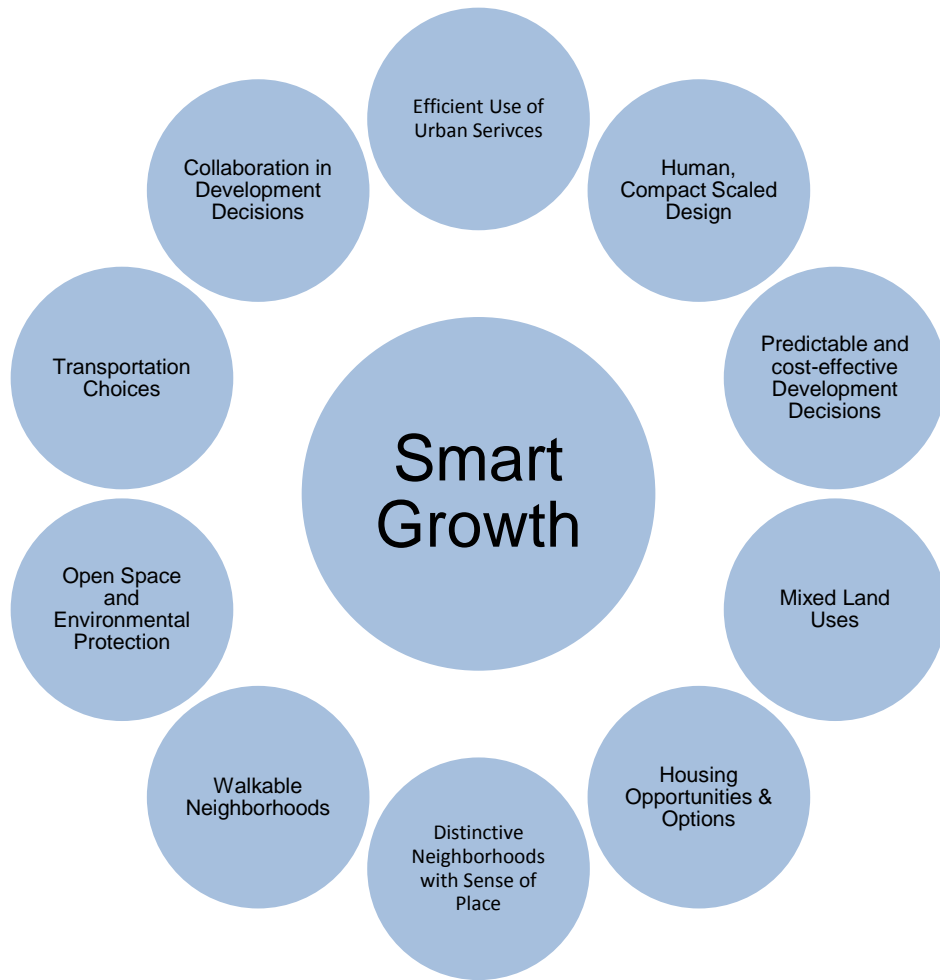 Efficient Use of
Urban Serivces
Human,
Compact Scaled
Design
Predictable and
cost-effective
Development
Decisions
Mixed Land
Uses
Housing
Opportunities &
Options
Distinctive
Neighborhoods
with Sense of
Place
Walkable
Neighborhoods
Open Space
and
Environmental
Protection
Transportation
Choices
Collaboration in
Development
Decisions
Smart
Growth